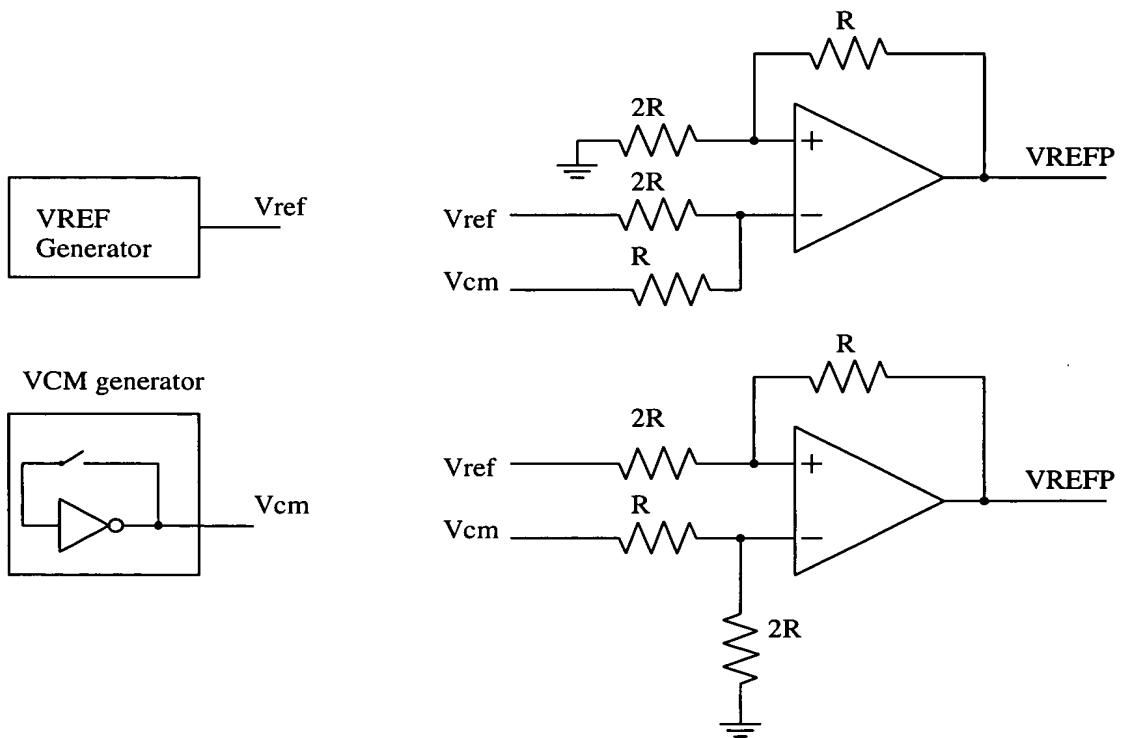 VREF
Generator
Vref
VCM generator
Vcm
R
2R
+
2R
Vref
−
R
Vcm
VREFP
R
2R
Vref
+
R
Vcm
−
2R
VREFP